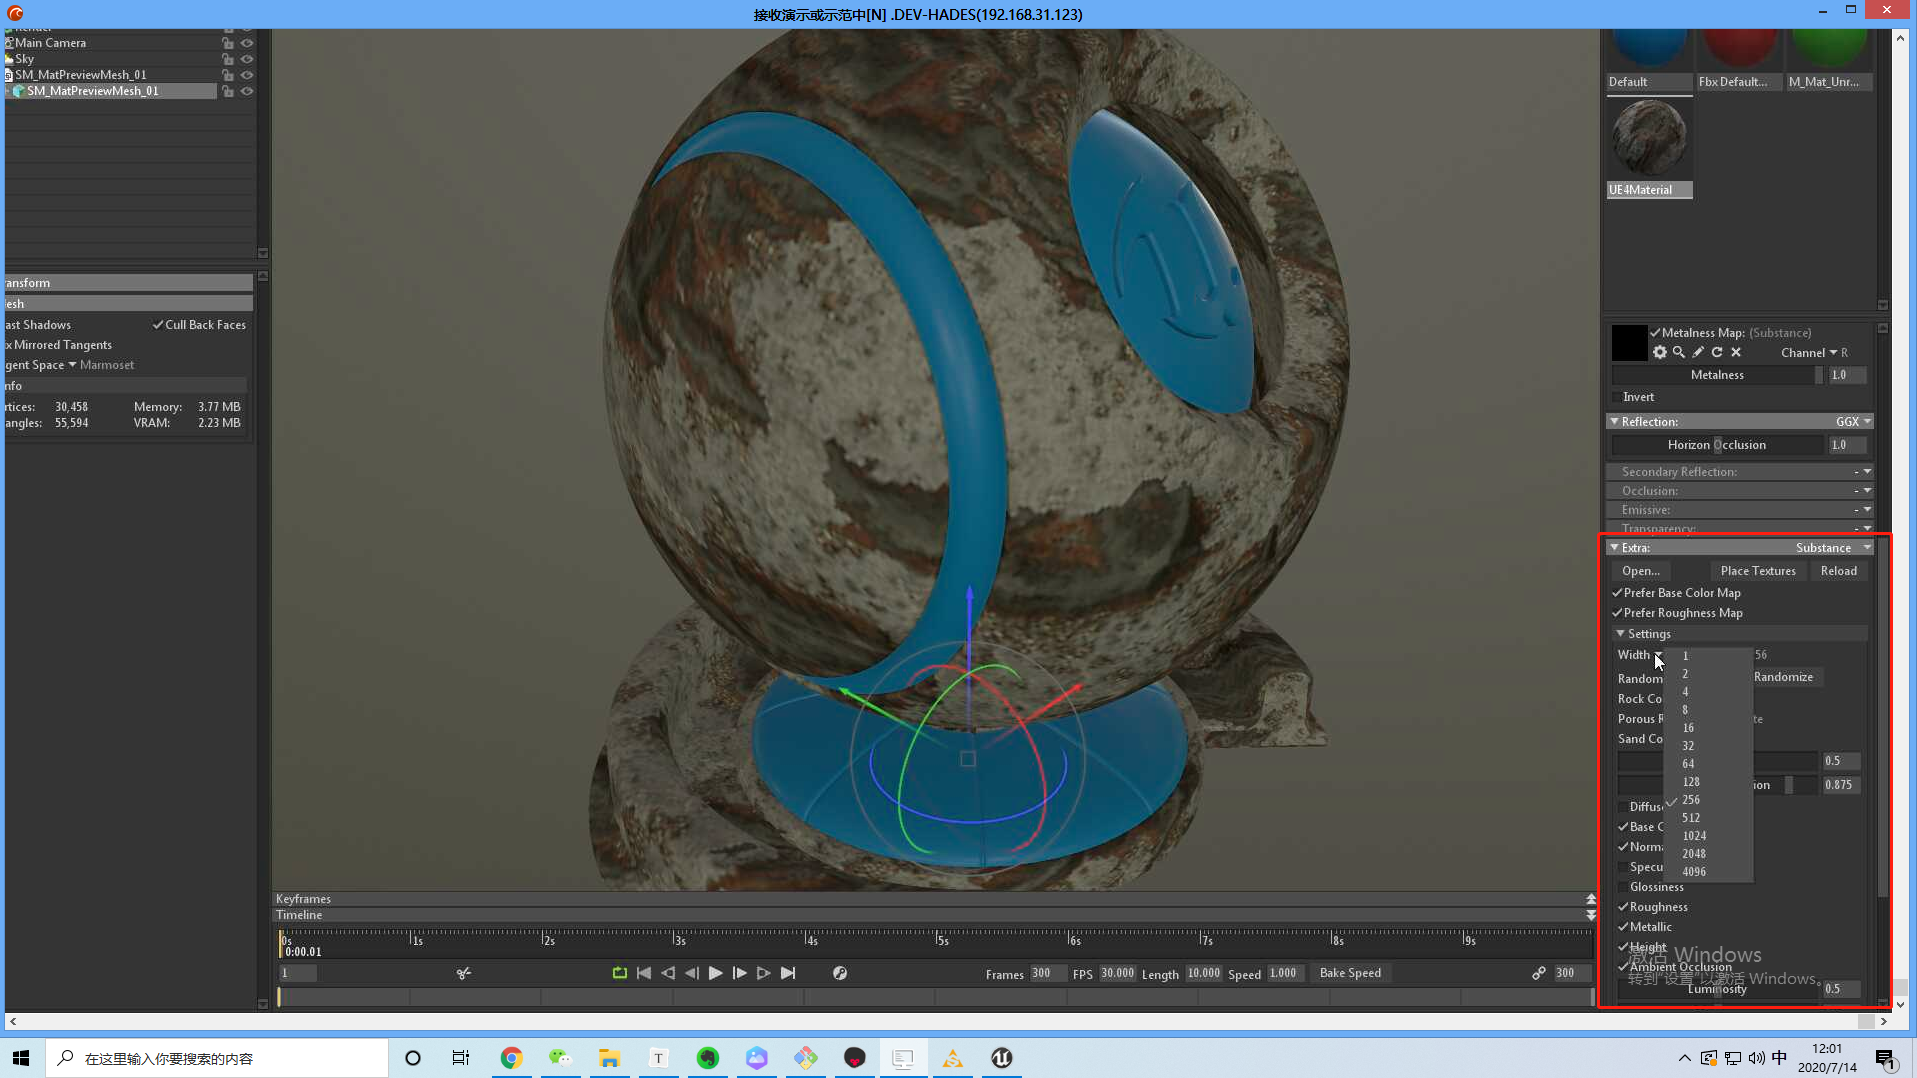 接收演示或示范中[N] .DEV-HADES(192.168.31.123)
Main Camera
Sky
SM_MatPreviewMesh_01
SM_MatPreviewMesh_01
ansform
esh
ast Shadows
Cull Back Faces
x Mirrored Tangents
gent Space
Marmoset
nfo
rtices: 30,458 Memory: 3.77 MB
angles: 55,594 VRAM: 2.23 MB
Default
Fbx Default...
M_Mat_Unr...
UE4Material
Metalness Map: (Substance)
Channel R
Metalness 1.0
Invert
Reflection: GGX
Horizon Occlusion 1.0
Secondary Reflection: -
Occlusion: -
Emissive: -
Transparency: -
Extra: Substance
Open... Place Textures Reload
Prefer Base Color Map
Prefer Roughness Map
Settings
Width 56
Random Randomize
Rock Co
Porous R te
Sand Co
0.5
ion 0.875
Diffus
Base C
Norma
Specu
Glossiness
Roughness
Metallic
Height
Ambient Occlusion
Luminosity 0.5
1
2
4
8
16
32
64
128
256
512
1024
2048
4096
激活 Windows
转到“设置”以激活 Windows。
Keyframes
Timeline
0s 1s 2s 3s 4s 5s 6s 7s 8s 9s
0:00.01
1
Frames 300 FPS 30.000 Length 10.000 Speed 1.000 Bake Speed 300
在这里输入你要搜索的内容
T
中
12:01
2020/7/14
1